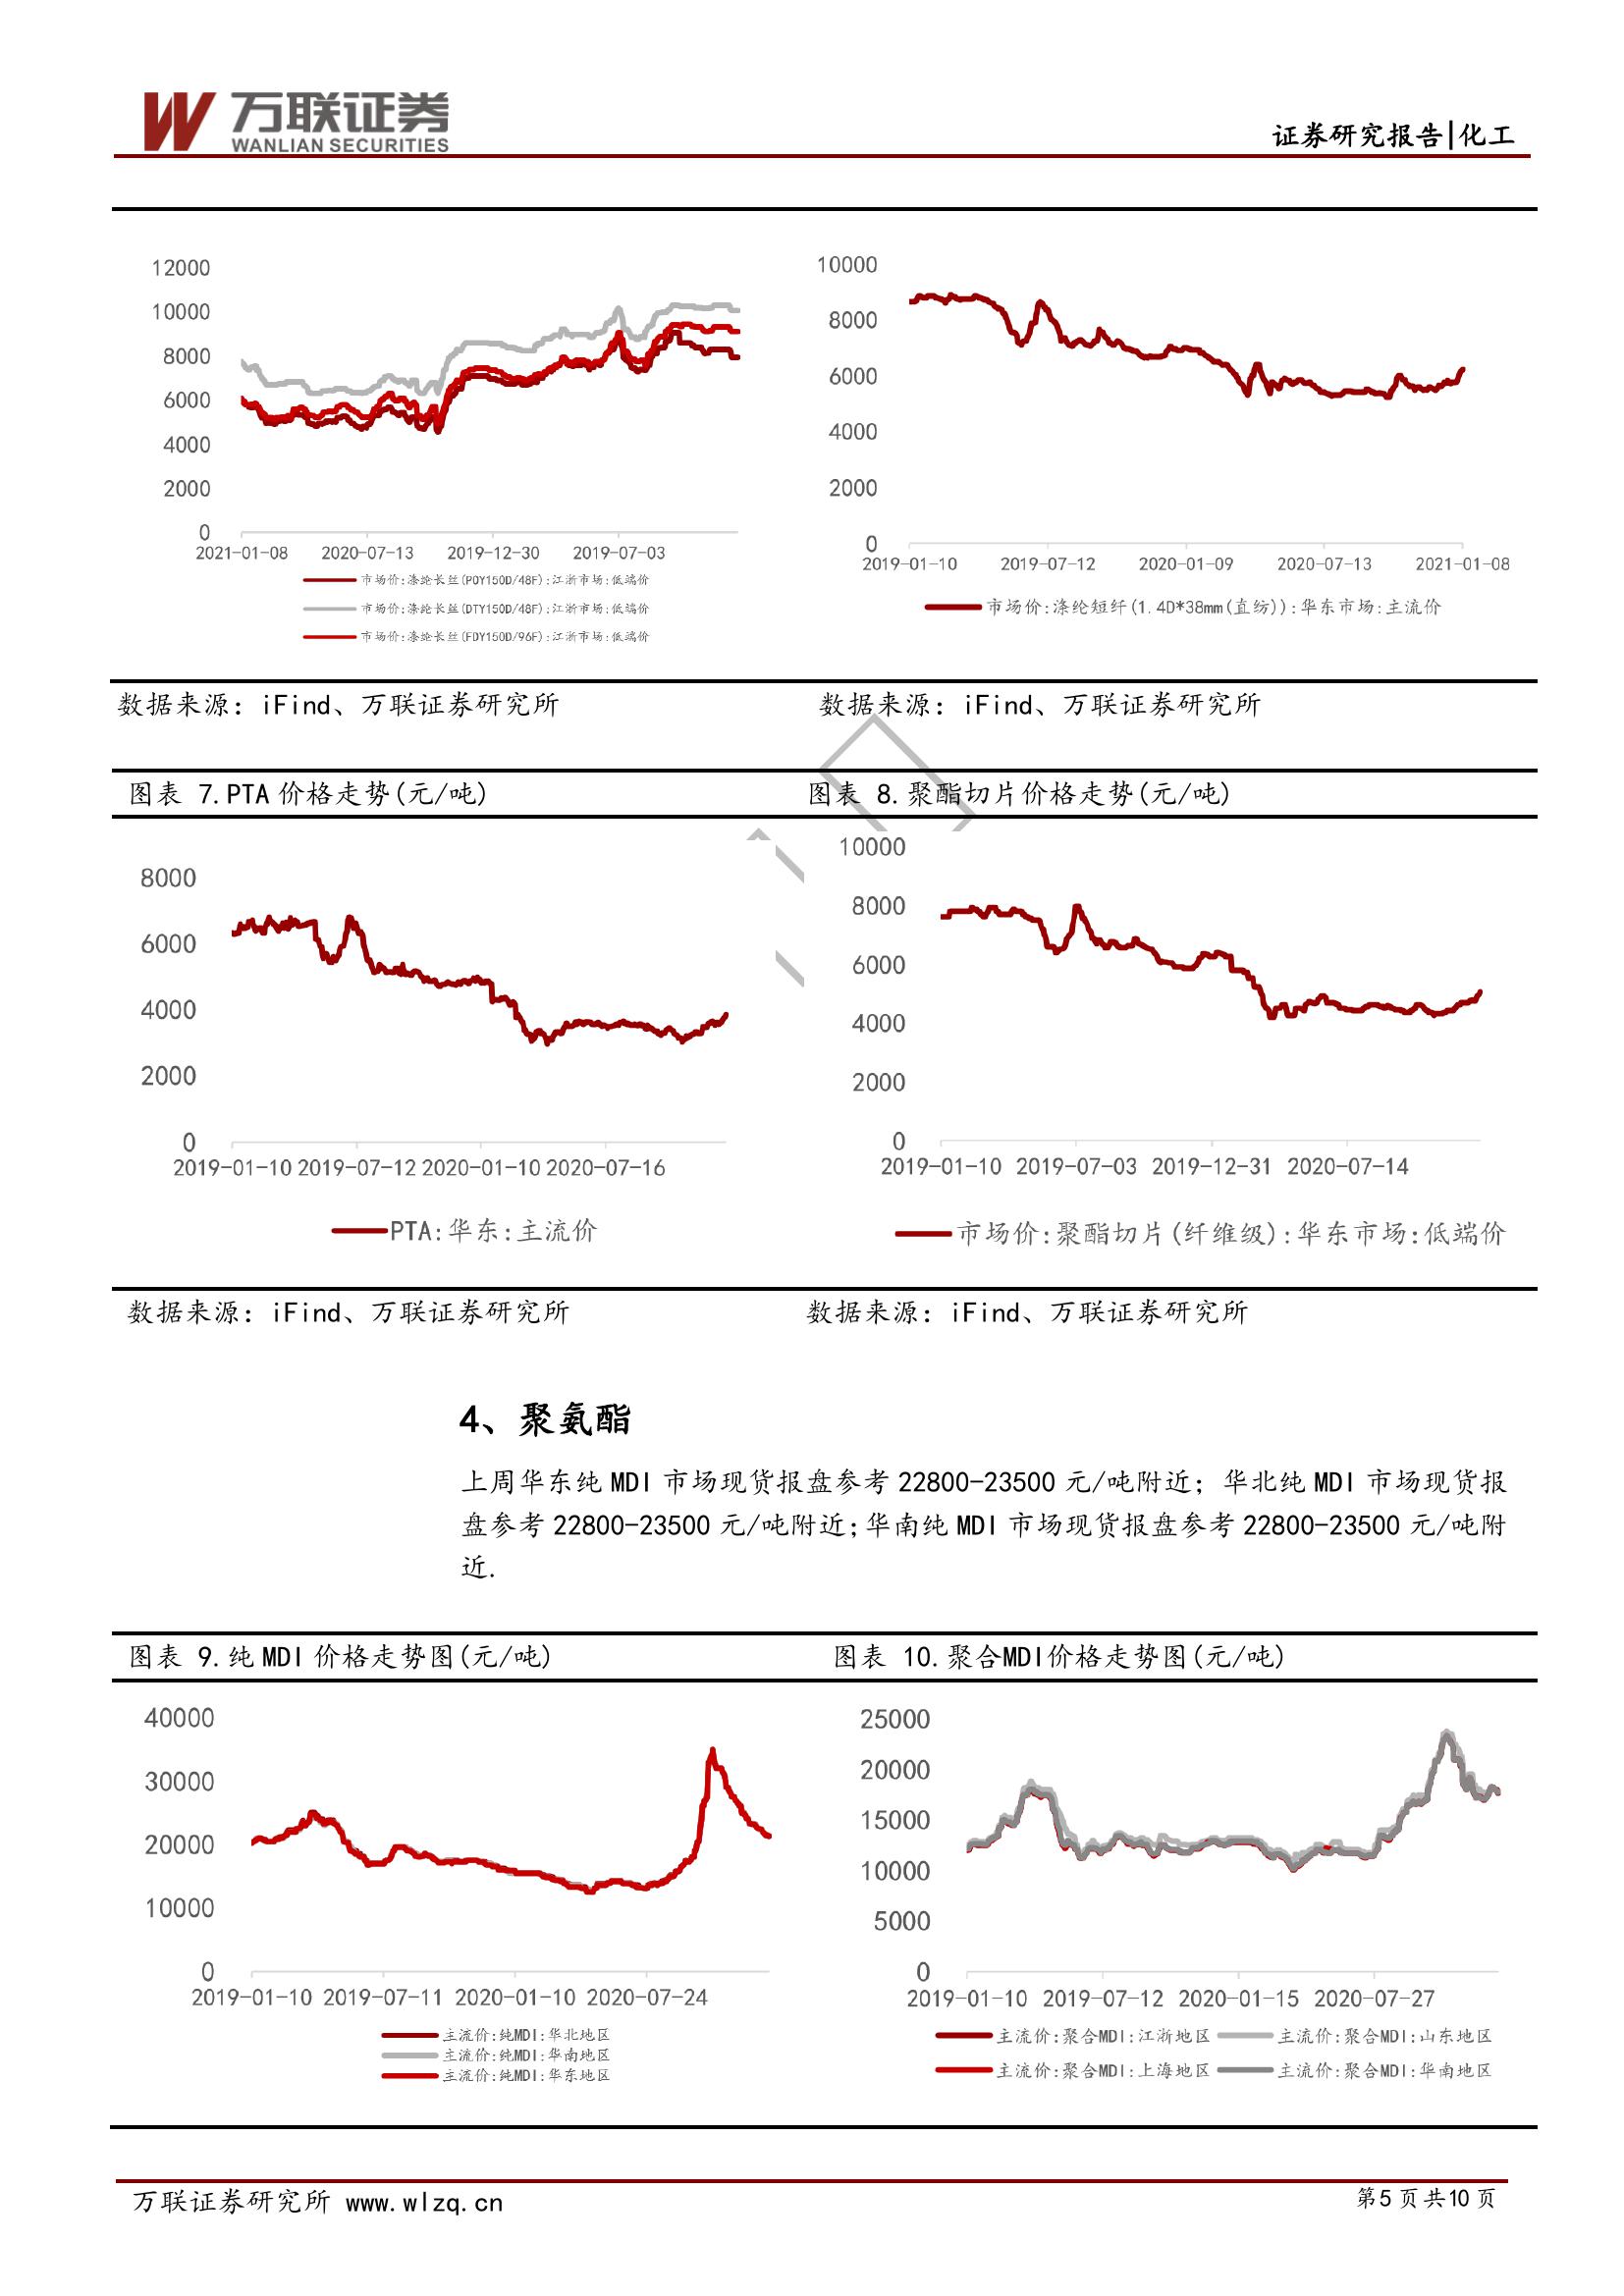 万联证券
WANLIAN SECURITIES
证券研究报告|化工
12000
10000
8000
6000
4000
2000
0
2021-01-08 2020-07-13 2019-12-30 2019-07-03
市场价:涤纶长丝(POY150D/48F):江浙市场:低端价
市场价:涤纶长丝(DTY150D/48F):江浙市场:低端价
市场价:涤纶长丝(FDY150D/96F):江浙市场:低端价
10000
8000
6000
4000
2000
0
2019-01-10 2019-07-12 2020-01-09 2020-07-13 2021-01-08
市场价:涤纶短纤(1.4D*38mm(直纺)):华东市场:主流价
数据来源: iFind、万联证券研究所
数据来源: iFind、万联证券研究所
图表 7.PTA 价格走势(元/吨)
图表 8.聚酯切片价格走势(元/吨)
8000
6000
4000
2000
0
2019-01-10 2019-07-12 2020-01-10 2020-07-16
PTA:华东:主流价
10000
8000
6000
4000
2000
0
2019-01-10 2019-07-03 2019-12-31 2020-07-14
市场价:聚酯切片(纤维级):华东市场:低端价
数据来源: iFind、万联证券研究所
数据来源: iFind、万联证券研究所
4、聚氨酯
上周华东纯 MDI 市场现货报盘参考 22800-23500 元/吨附近; 华北纯 MDI 市场现货报
盘参考 22800-23500 元/吨附近;华南纯 MDI 市场现货报盘参考 22800-23500 元/吨附
近.
图表 9.纯 MDI 价格走势图(元/吨)
图表 10.聚合MDI价格走势图(元/吨)
40000
30000
20000
10000
0
2019-01-10 2019-07-11 2020-01-10 2020-07-24
主流价:纯MDI:华北地区
主流价:纯MDI:华南地区
主流价:纯MDI:华东地区
25000
20000
15000
10000
5000
0
2019-01-10 2019-07-12 2020-01-15 2020-07-27
主流价:聚合MDI:江浙地区 主流价:聚合MDI:山东地区
主流价:聚合MDI:上海地区 主流价:聚合MDI:华南地区
万联证券研究所 www.wlzq.cn
第5页共10页